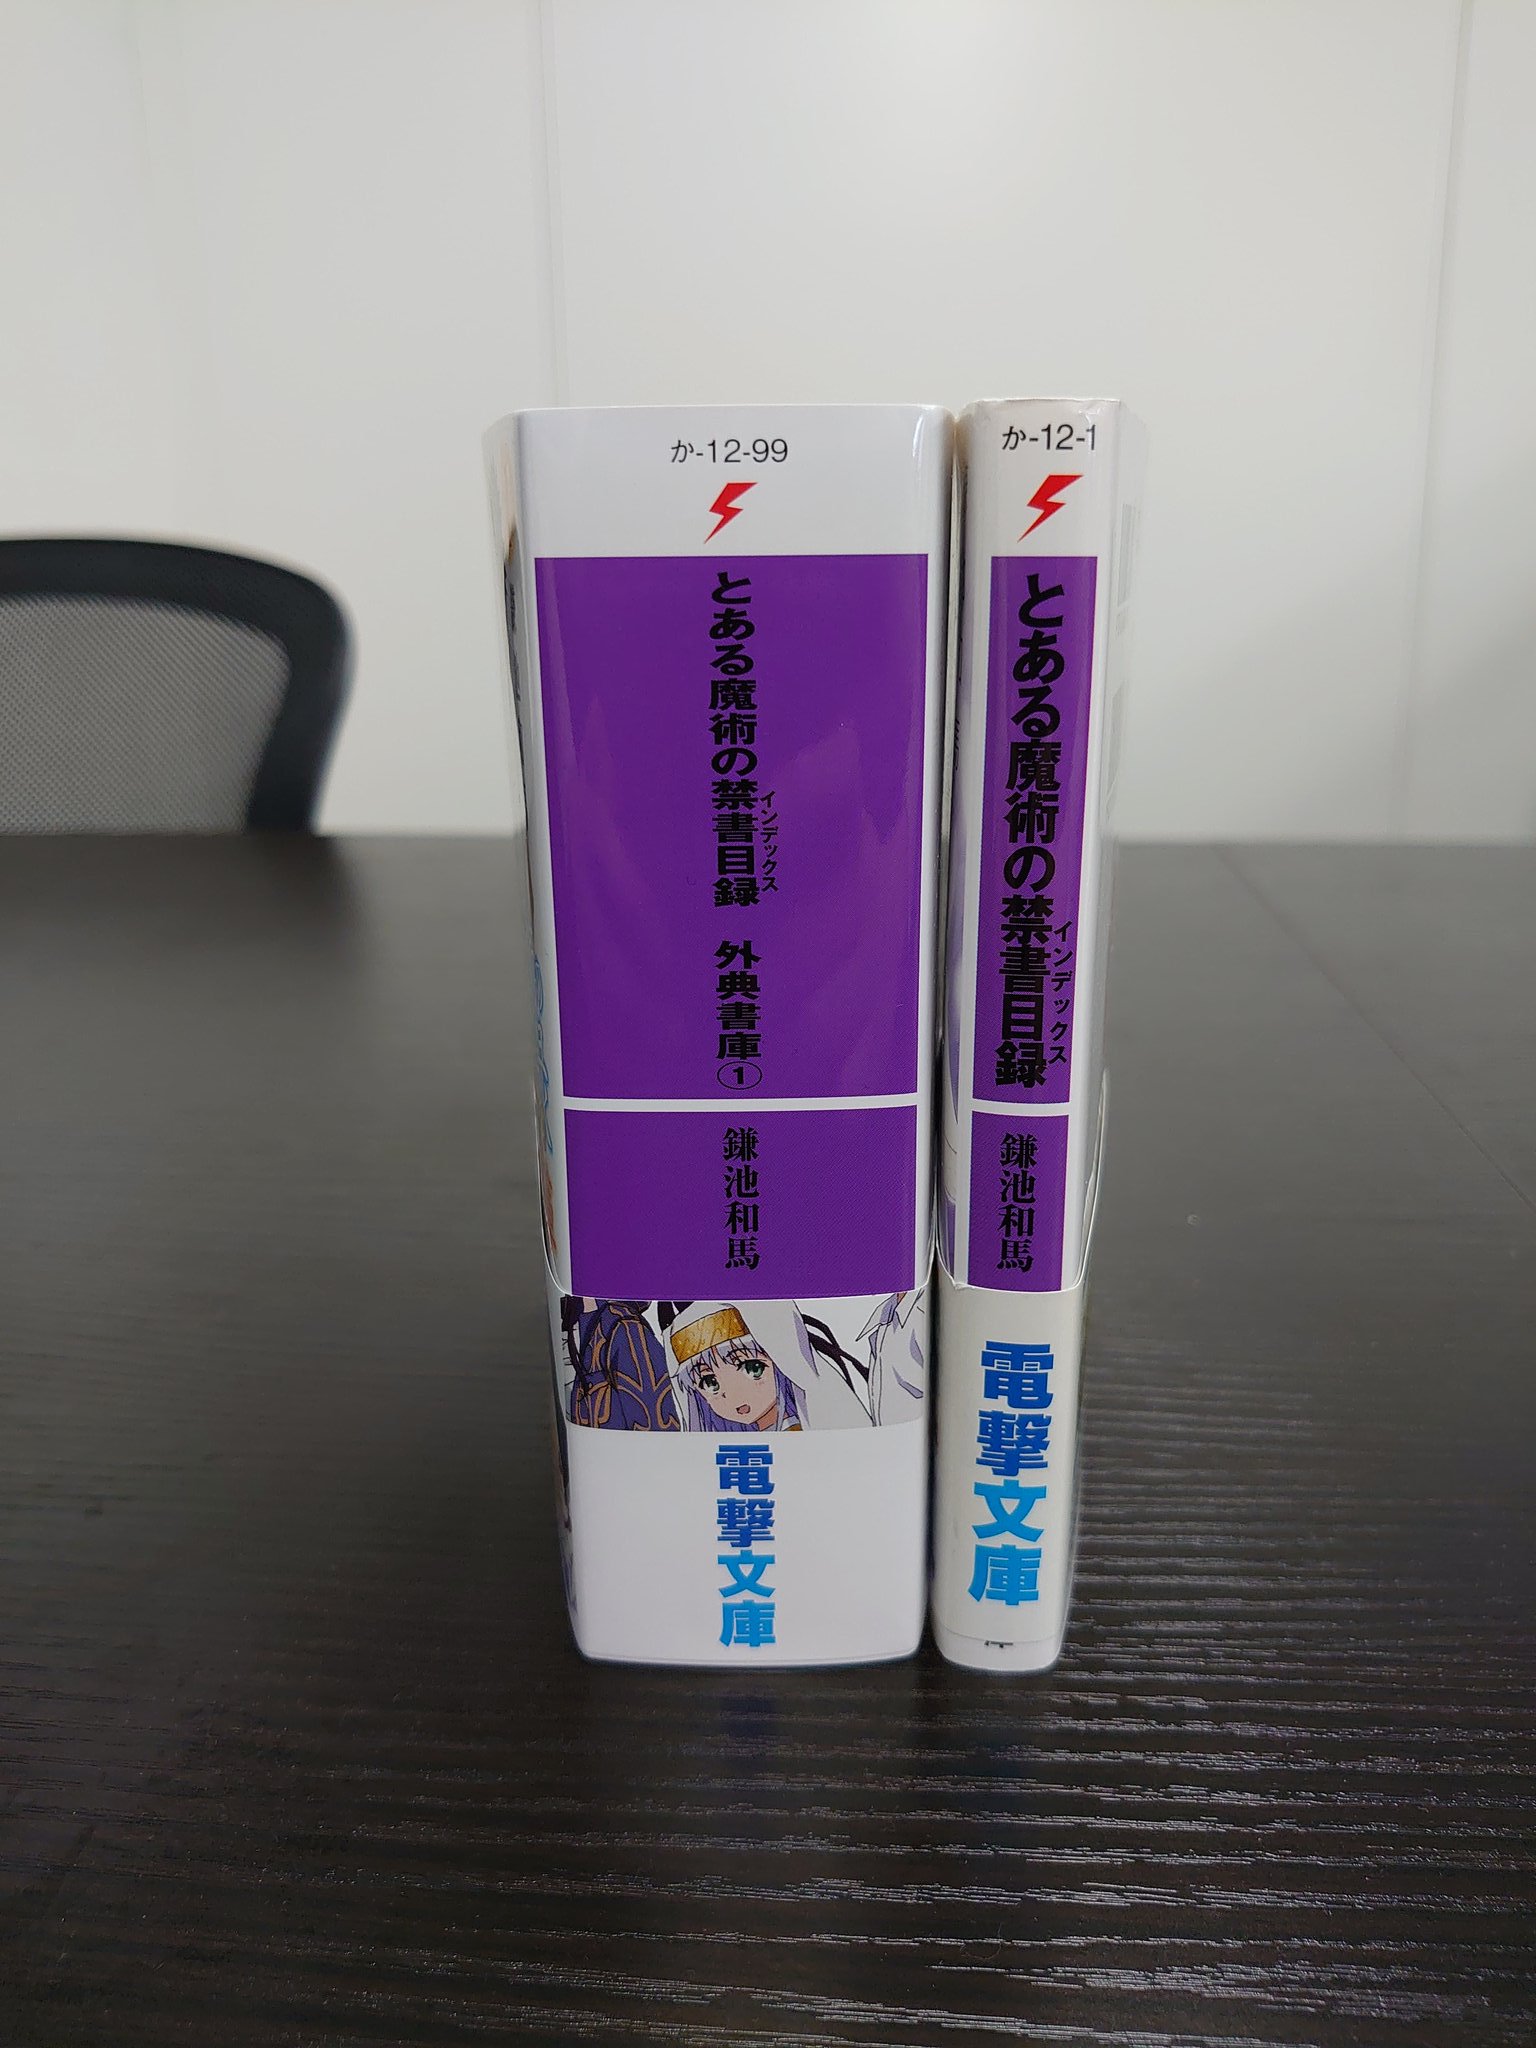 か-12-99
とある魔術の禁書目録 外典書庫①
インデックス
鎌池和馬
電撃文庫
か-12-1
とある魔術の禁書目録
インデックス
鎌池和馬
電撃文庫